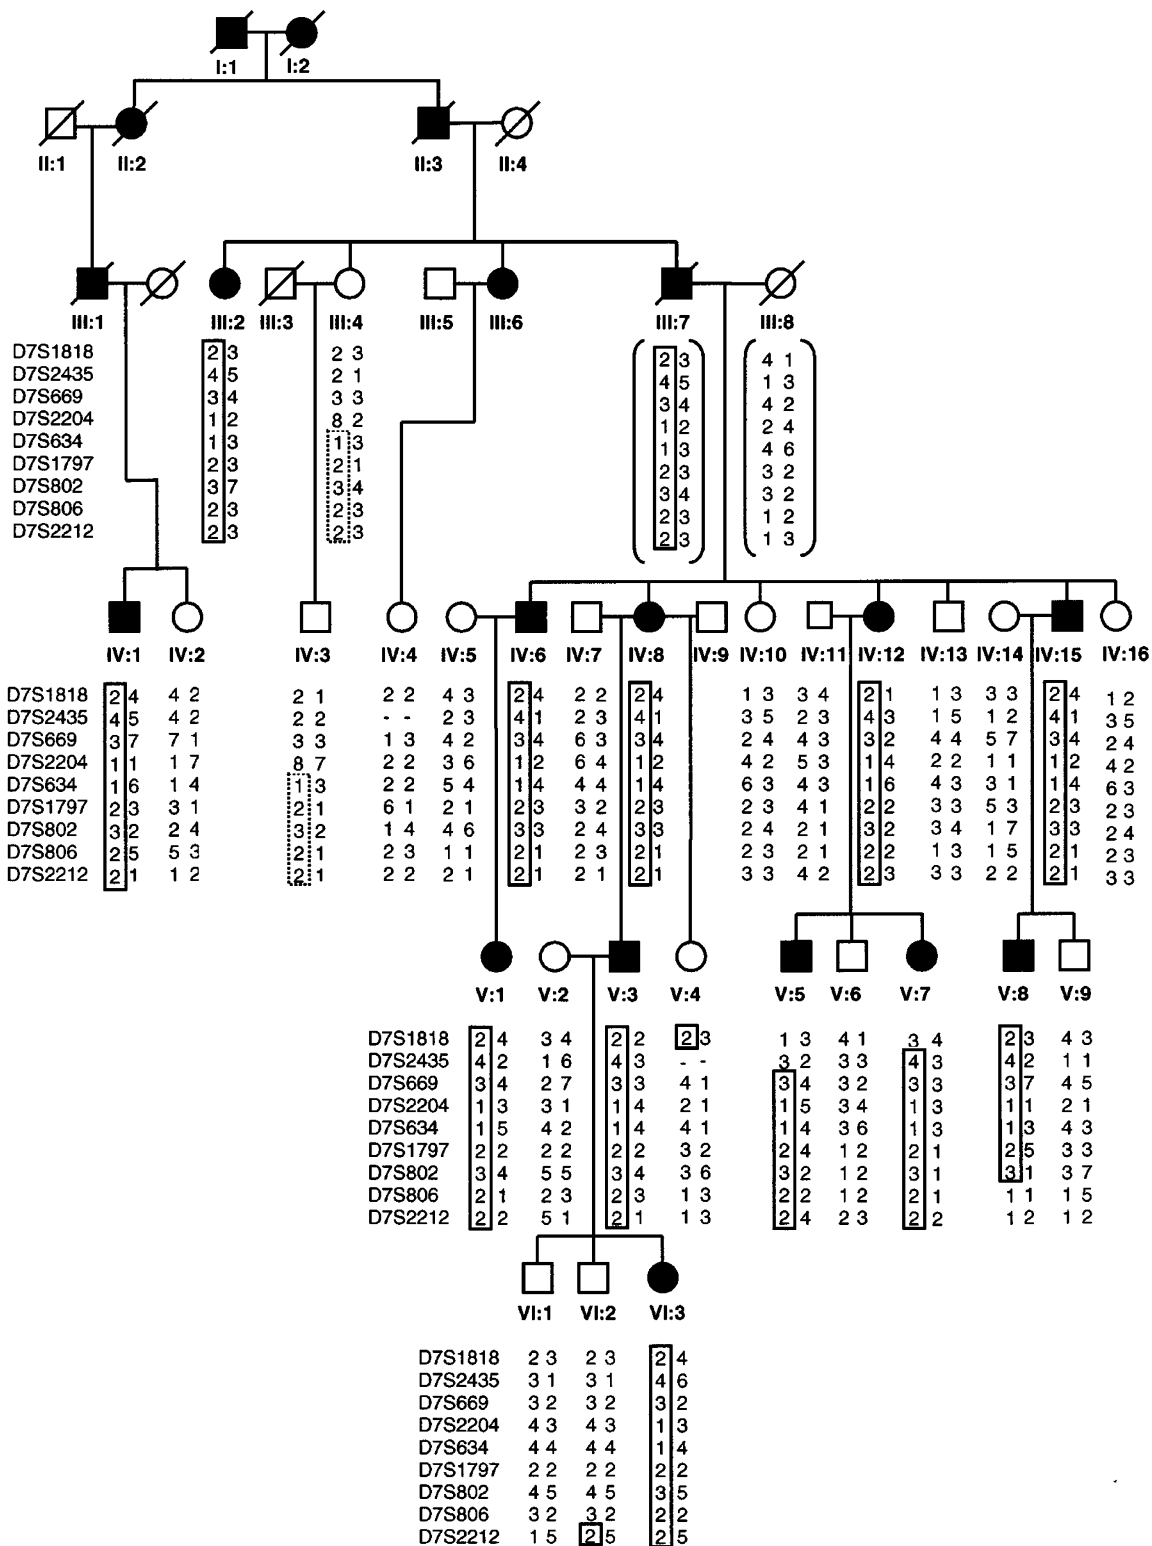 I:1 I:2
II:1 II:2 II:3 II:4
III:1 III:2 III:3 III:4 III:5 III:6 III:7 III:8
D7S1818 2 3 2 3 2 3 4 1
D7S2435 4 5 2 1 4 5 1 3
D7S669 3 4 3 3 3 4 4 2
D7S2204 1 2 8 2 1 2 2 4
D7S634 1 3 1 3 1 3 4 6
D7S1797 2 3 2 1 2 3 3 2
D7S802 3 7 3 4 3 4 3 2
D7S806 2 3 2 3 2 3 1 2
D7S2212 2 3 2 3 2 3 1 3
IV:1 IV:2 IV:3 IV:4 IV:5 IV:6 IV:7 IV:8 IV:9 IV:10 IV:11 IV:12 IV:13 IV:14 IV:15 IV:16
D7S1818 2 4 4 2 2 1 2 2 4 3 2 4 2 2 2 4 1 3 3 4 2 1 1 3 3 3 2 4 1 2
D7S2435 4 5 4 2 2 2 - - 2 3 4 1 2 3 4 1 3 5 2 3 4 3 1 5 1 2 4 1 3 5
D7S669 3 7 7 1 3 3 1 3 4 2 3 4 6 3 3 4 2 4 4 3 3 2 4 4 5 7 3 4 2 4
D7S2204 1 1 1 7 8 7 2 2 3 6 1 2 6 4 1 2 4 2 5 3 1 4 2 2 1 1 1 2 4 2
D7S634 1 6 1 4 1 3 2 2 5 4 1 4 4 4 1 4 6 3 4 3 1 6 4 3 3 1 1 4 6 3
D7S1797 2 3 3 1 2 1 6 1 2 1 2 3 3 2 2 3 2 3 4 1 2 2 3 3 5 3 2 3 2 3
D7S802 3 2 2 4 3 2 1 4 4 6 3 3 2 4 3 3 2 4 2 1 3 2 3 4 1 7 3 3 2 4
D7S806 2 5 5 3 2 1 2 3 1 1 2 1 2 3 2 1 2 3 2 1 2 2 1 3 1 5 2 1 2 3
D7S2212 2 1 1 2 2 1 2 2 2 1 2 1 2 1 2 1 3 3 4 2 2 3 3 3 2 2 2 1 3 3
V:1 V:2 V:3 V:4 V:5 V:6 V:7 V:8 V:9
D7S1818 2 4 3 4 2 2 2 3 1 3 4 1 3 4 2 3 4 3
D7S2435 4 2 1 6 4 3 - - 3 2 3 3 4 3 4 2 1 1
D7S669 3 4 2 7 3 3 4 1 3 4 3 2 3 3 3 7 4 5
D7S2204 1 3 3 1 1 4 2 1 1 5 3 4 1 3 1 1 2 1
D7S634 1 5 4 2 1 4 4 1 1 4 3 6 1 3 1 3 4 3
D7S1797 2 2 2 2 2 2 3 2 2 4 1 2 2 1 2 5 3 3
D7S802 3 4 5 5 3 4 3 6 3 2 1 2 3 1 3 1 3 7
D7S806 2 1 2 3 2 3 1 3 2 2 1 2 2 1 1 1 1 5
D7S2212 2 2 5 1 2 1 1 3 2 4 2 3 2 2 1 2 1 2
VI:1 VI:2 VI:3
D7S1818 2 3 2 3 2 4
D7S2435 3 1 3 1 4 6
D7S669 3 2 3 2 3 2
D7S2204 4 3 4 3 1 3
D7S634 4 4 4 4 1 4
D7S1797 2 2 2 2 2 2
D7S802 4 5 4 5 3 5
D7S806 3 2 3 2 2 2
D7S2212 1 5 2 5 2 5